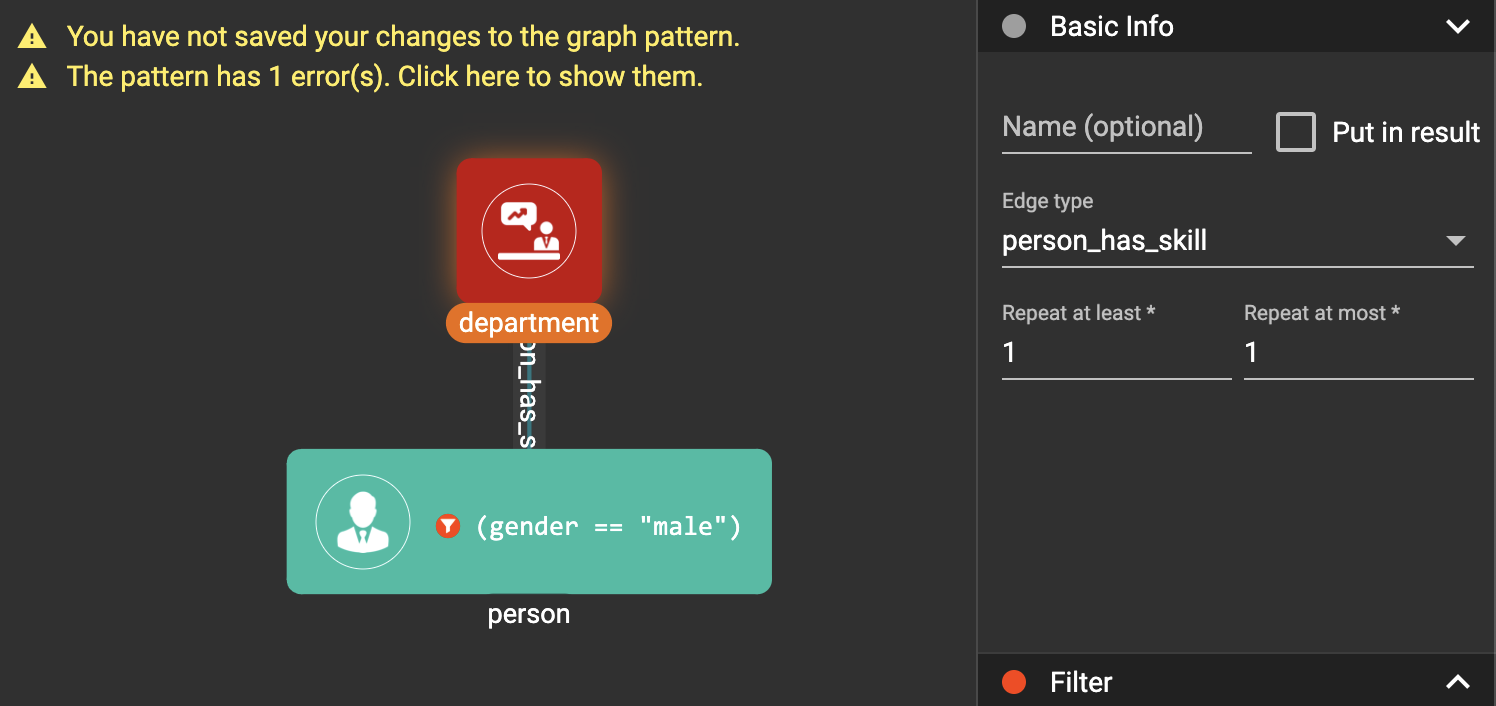 You have not saved your changes to the graph pattern.
The pattern has 1 error(s). Click here to show them.
department
on_has_s
(gender == "male")
person
Basic Info
Name (optional)
Put in result
Edge type
person_has_skill
Repeat at least *
Repeat at most *
1
1
Filter